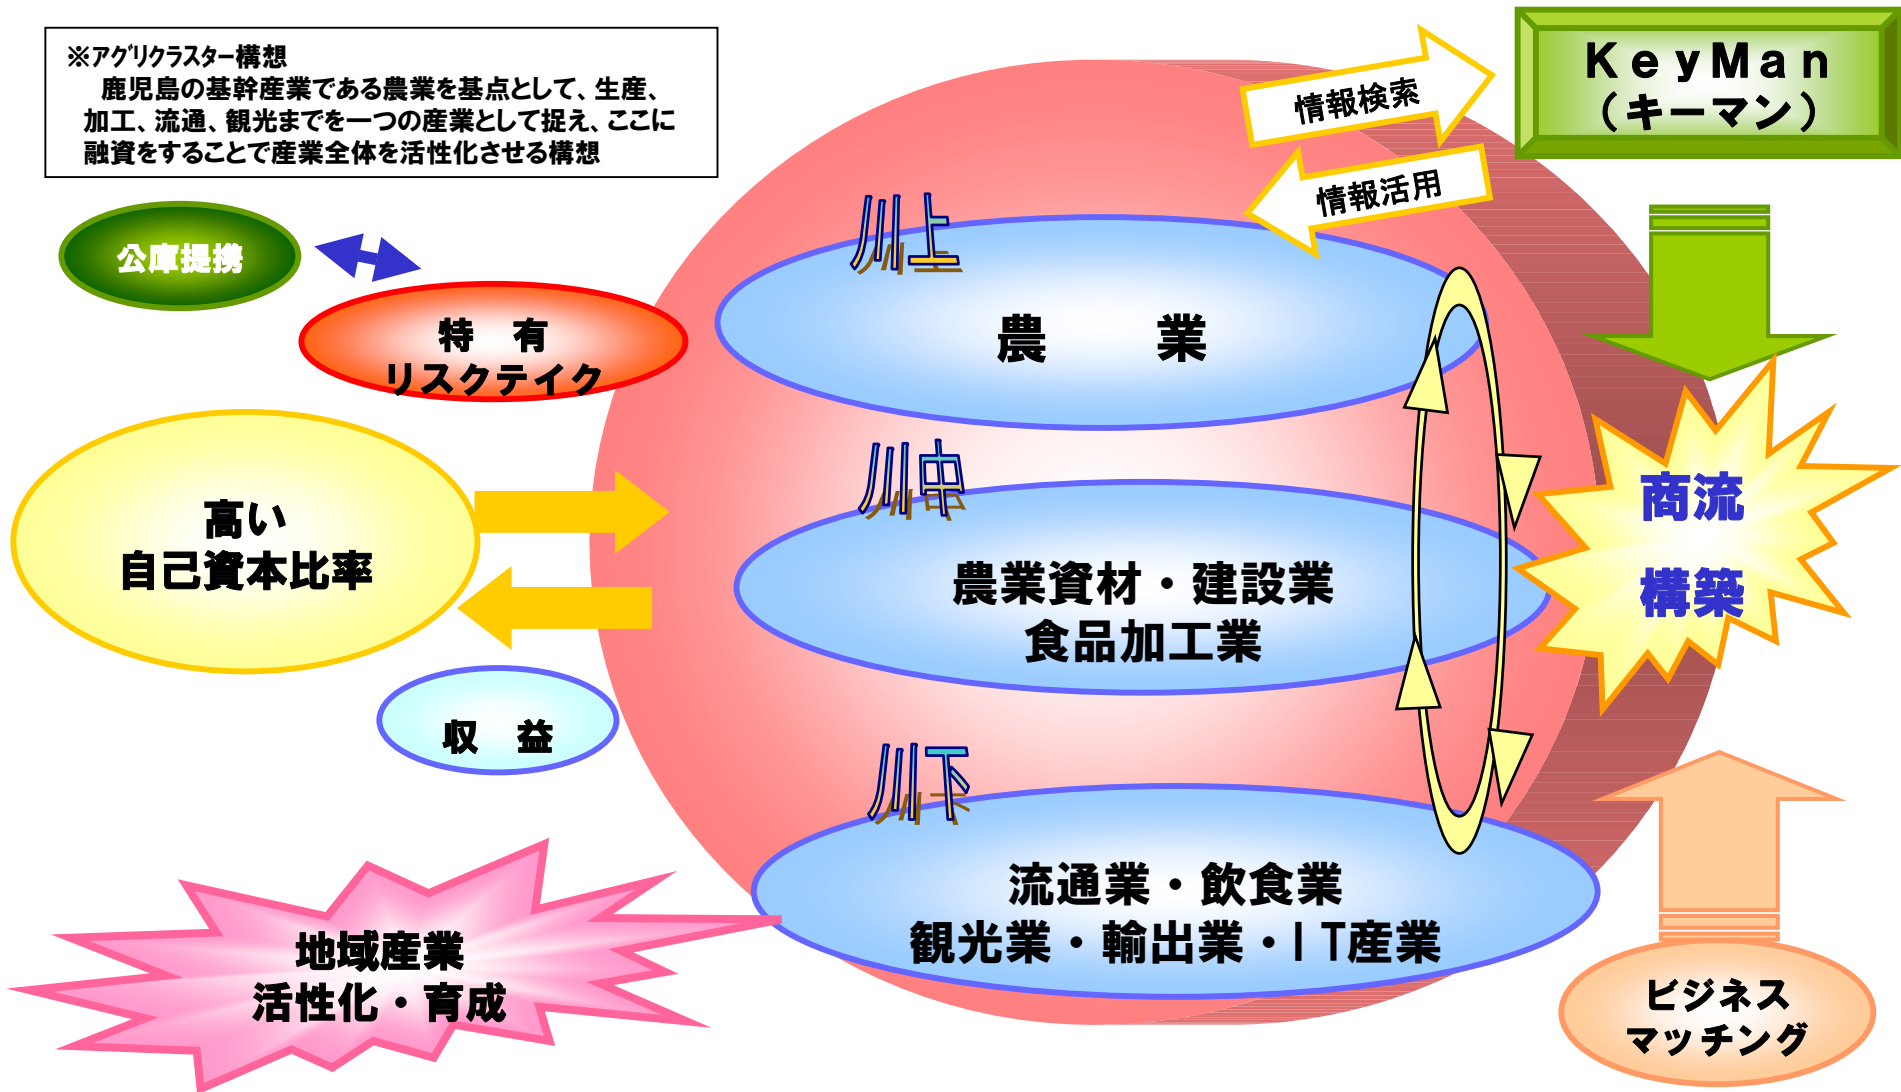 ※アグリクラスター構想
鹿児島の基幹産業である農業を基点として、生産、
加工、流通、観光までを一つの産業として捉え、ここに
融資をすることで産業全体を活性化させる構想
KeyMan
（キーマン）
情報検索
情報活用
公庫提携
特　有
リスクテイク
川上
農　　業
高い
自己資本比率
川中
農業資材・建設業
食品加工業
商流
構築
収　益
川下
流通業・飲食業
観光業・輸出業・ＩＴ産業
地域産業
活性化・育成
ビジネス
マッチング